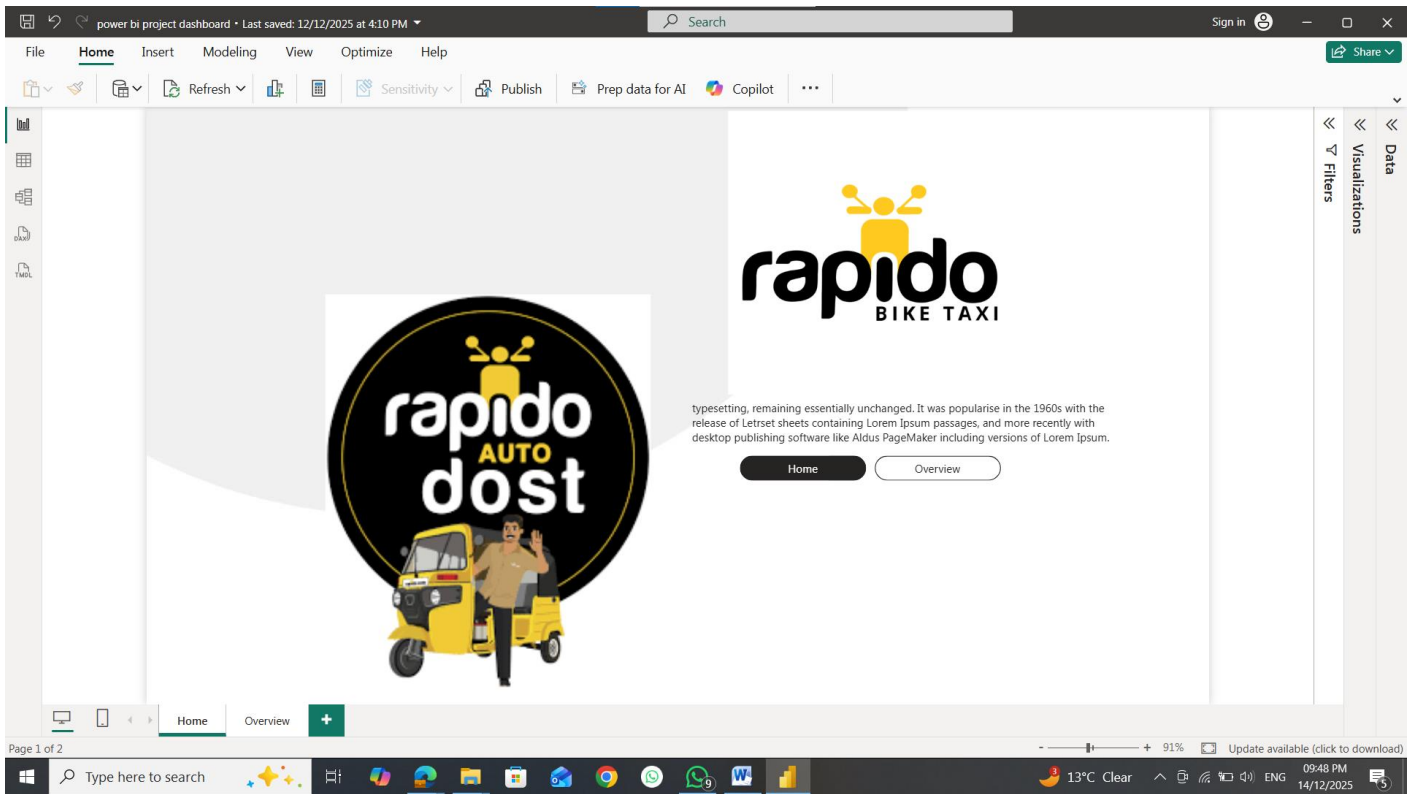 power bi project dashboard • Last saved: 12/12/2025 at 4:10 PM
Search
Sign in
File Home Insert Modeling View Optimize Help
Share
Refresh
Sensitivity
Publish
Prep data for AI
Copilot
DAX
TMDL
Filters
Visualizations
Data
rapido
BIKE TAXI
rapido
AUTO
dost
typesetting, remaining essentially unchanged. It was popularise in the 1960s with the
release of Letrset sheets containing Lorem Ipsum passages, and more recently with
desktop publishing software like Aldus PageMaker including versions of Lorem Ipsum.
Home Overview
Home Overview +
Page 1 of 2
- + 91% Update available (click to download)
Type here to search
9
W
3
13°C Clear
ENG
09:48 PM
14/12/2025
5